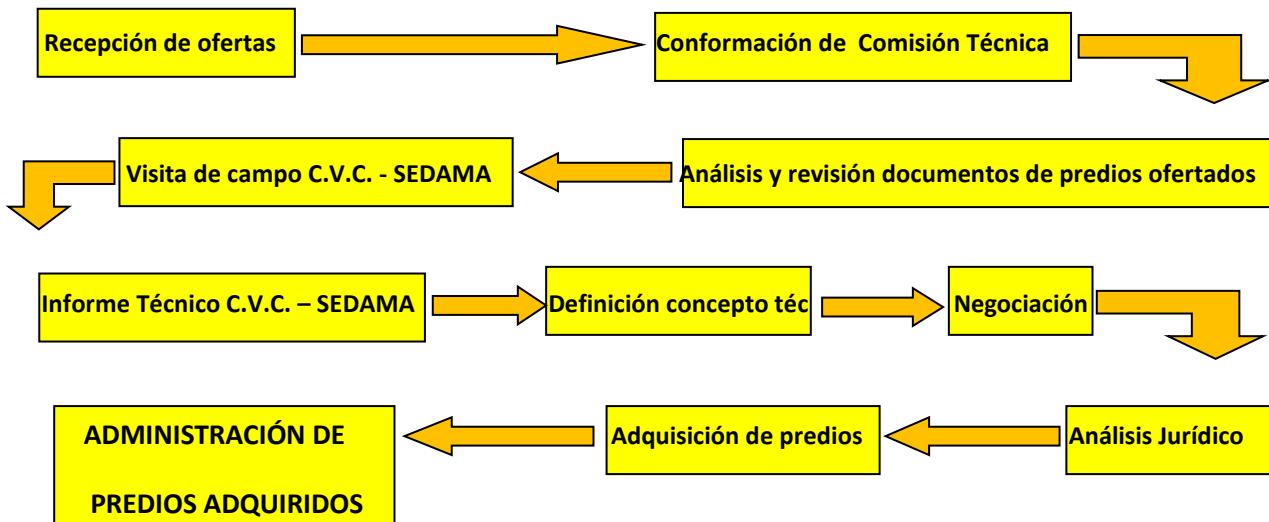 Recepción de ofertas
Conformación de Comisión Técnica
Análisis y revisión documentos de predios ofertados
Visita de campo C.V.C. - SEDAMA
Informe Técnico C.V.C. – SEDAMA
Definición concepto téc
Negociación
Análisis Jurídico
Adquisición de predios
ADMINISTRACIÓN DE
PREDIOS ADQUIRIDOS